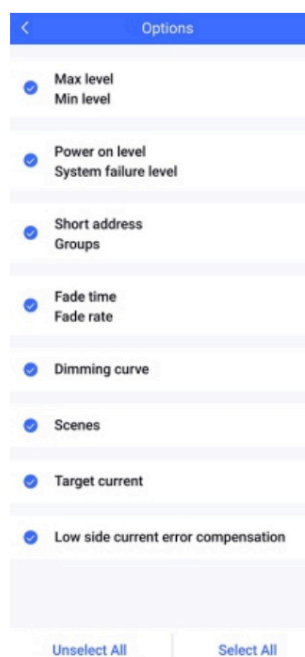 Options
Max level
Min level
Power on level
System failure level
Short address
Groups
Fade time
Fade rate
Dimming curve
Scenes
Target current
Low side current error compensation
Unselect All
Select All